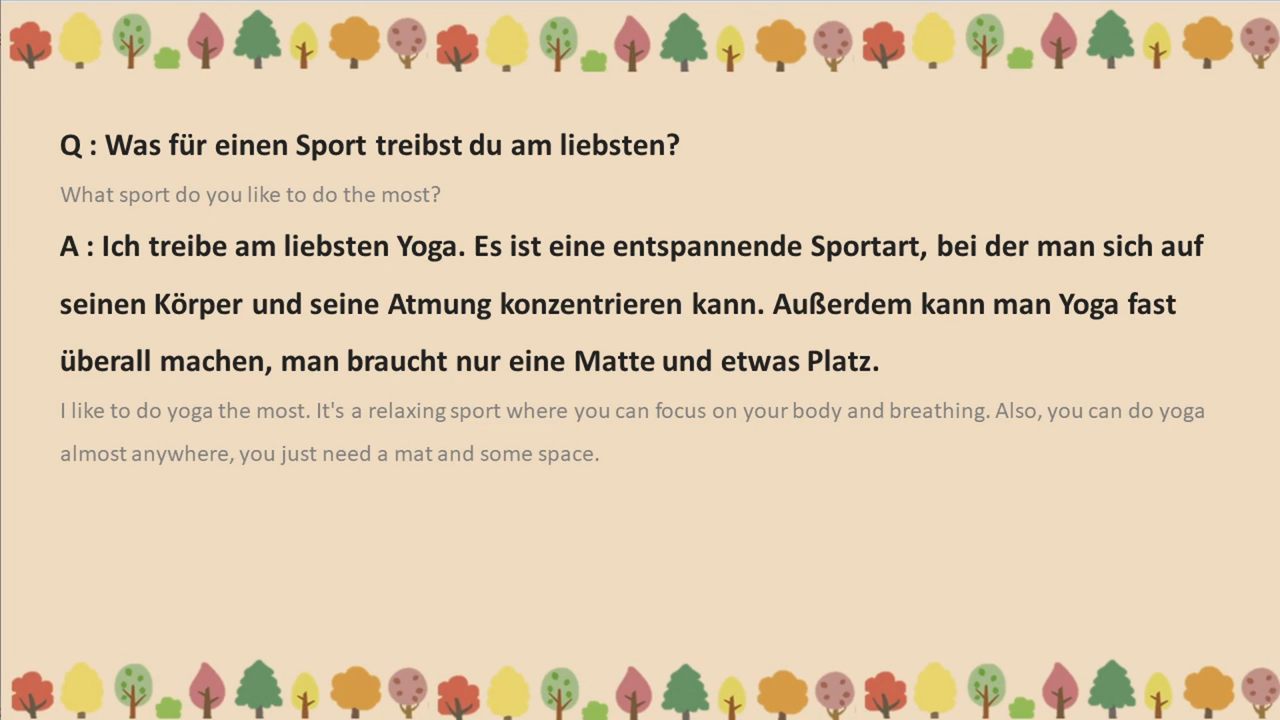 Q : Was für einen Sport treibst du am liebsten?
What sport do you like to do the most?
A : Ich treibe am liebsten Yoga. Es ist eine entspannende Sportart, bei der man sich auf
seinen Körper und seine Atmung konzentrieren kann. Außerdem kann man Yoga fast
überall machen, man braucht nur eine Matte und etwas Platz.
I like to do yoga the most. It's a relaxing sport where you can focus on your body and breathing. Also, you can do yoga
almost anywhere, you just need a mat and some space.